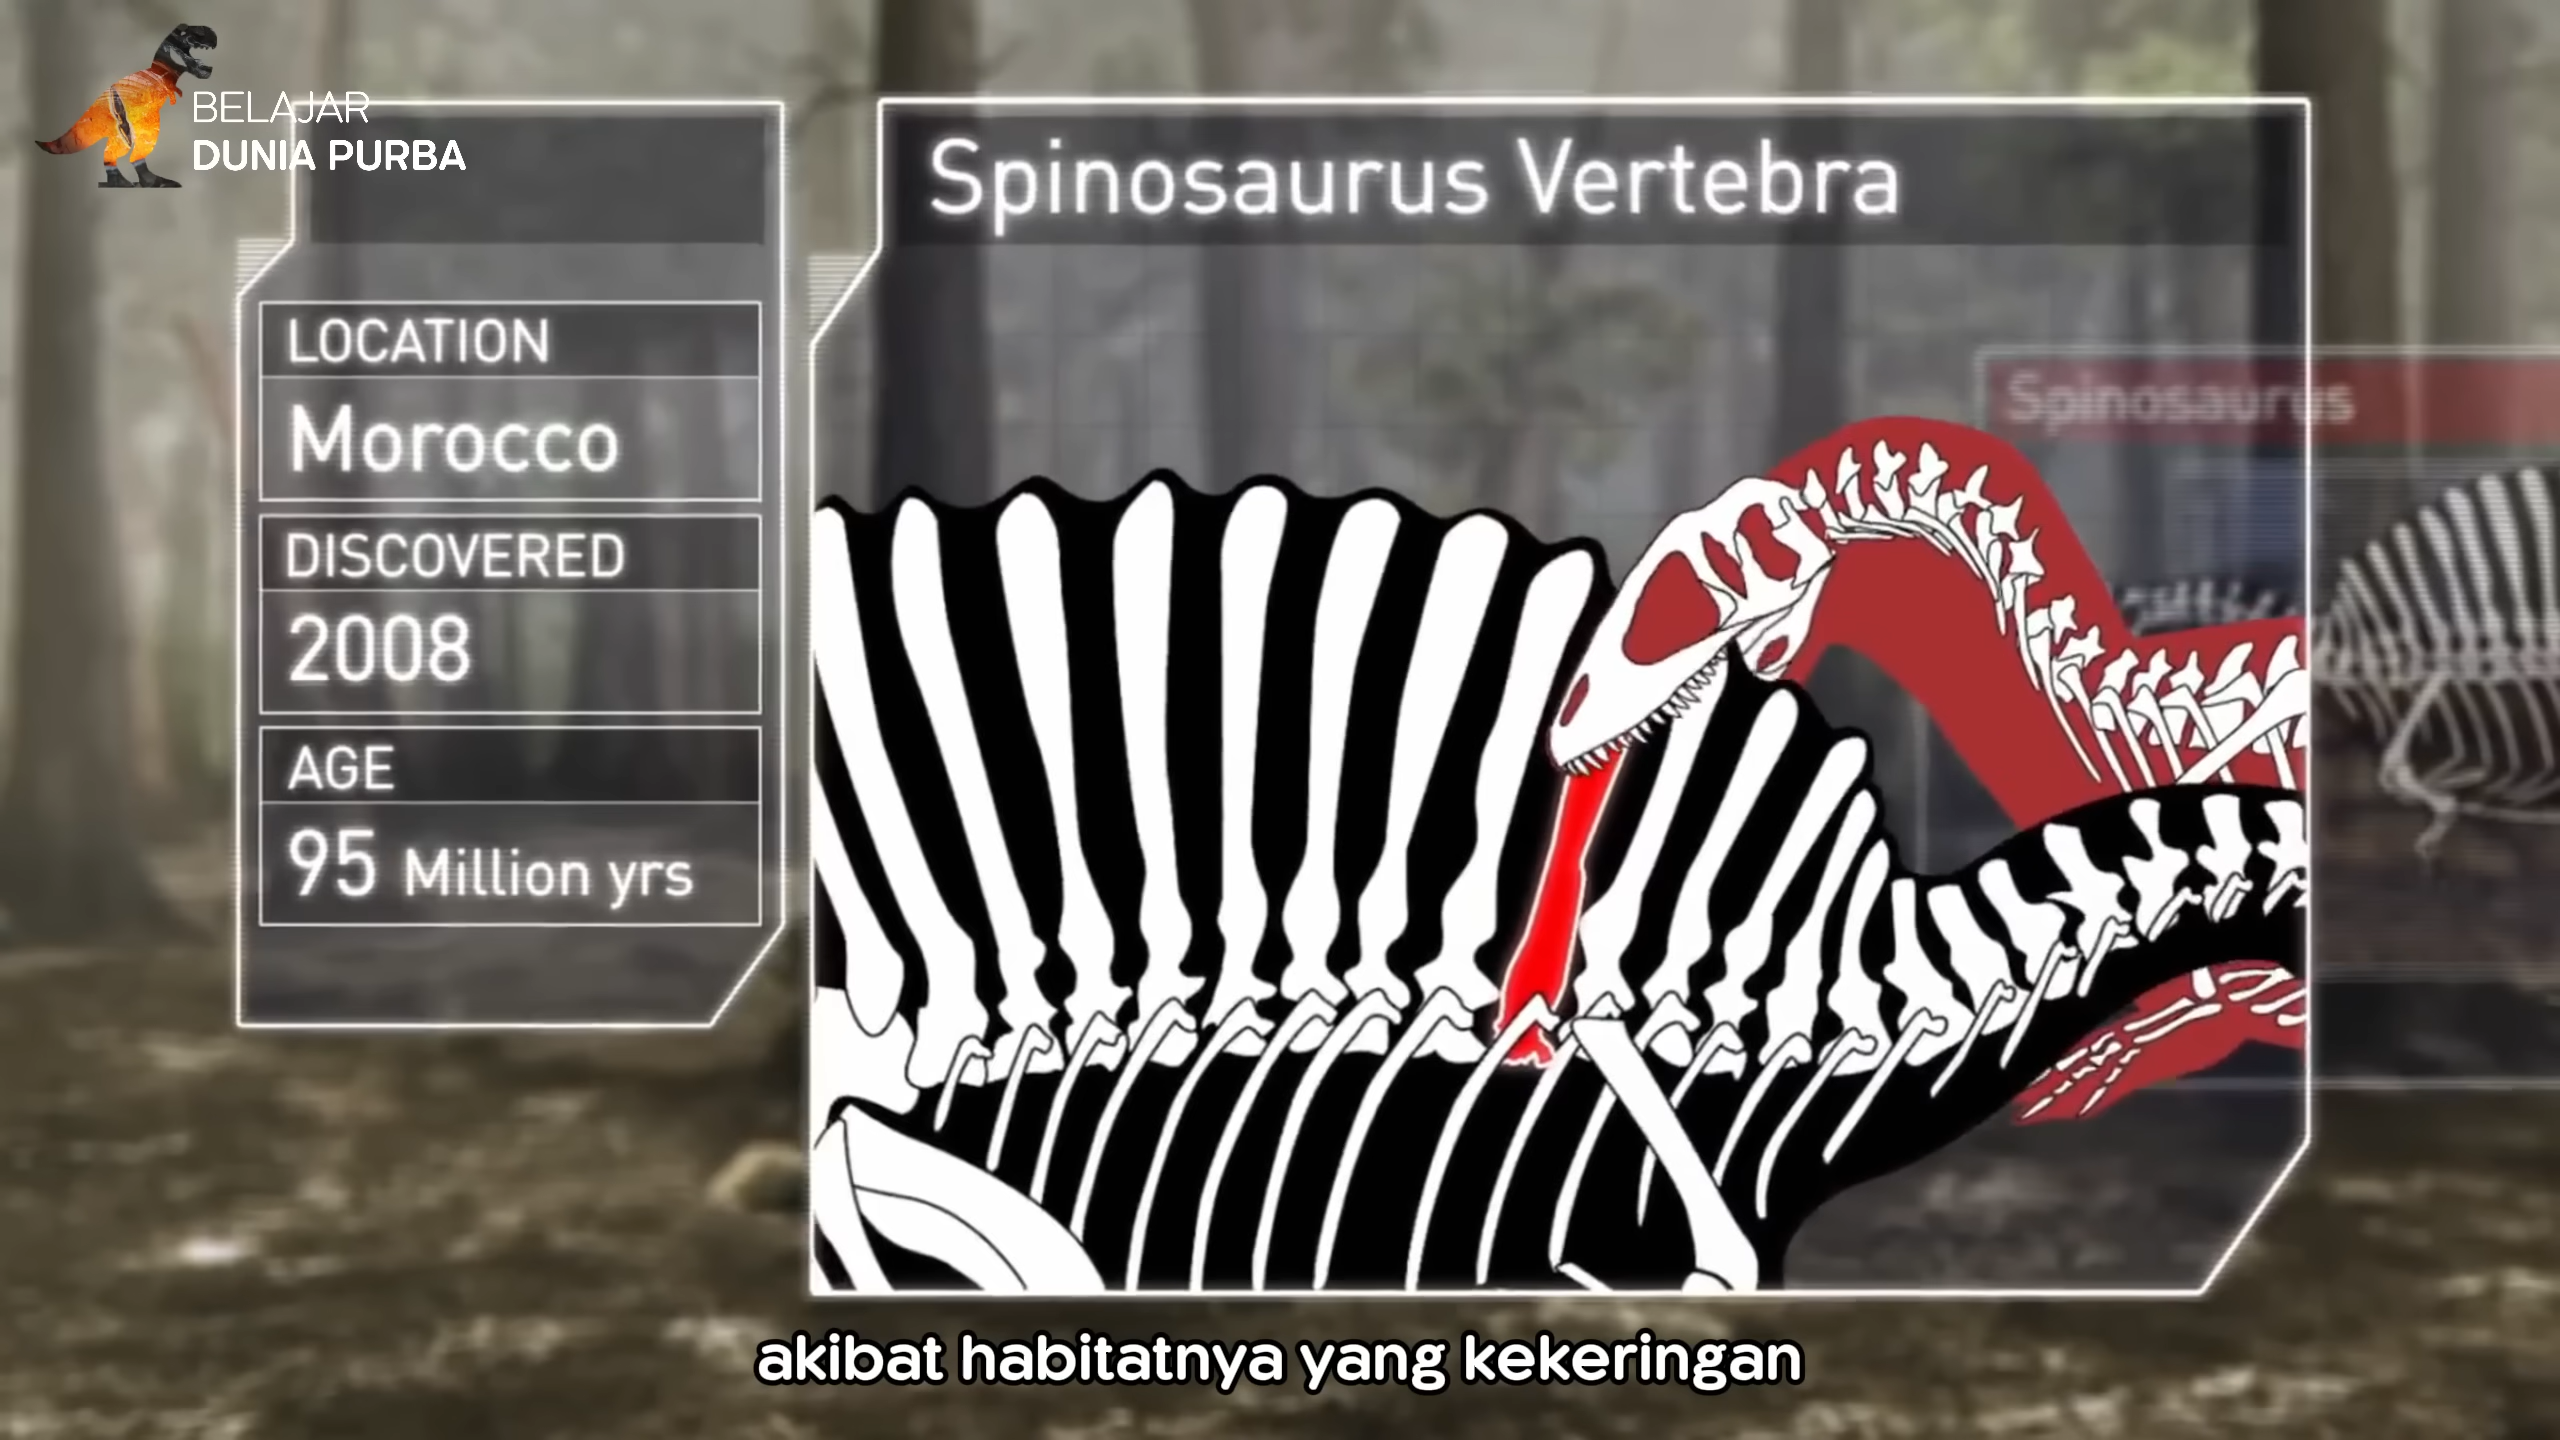 BELAJAR
DUNIA PURBA
LOCATION
Morocco
DISCOVERED
2008
AGE
95 Million yrs
Spinosaurus Vertebra
Spinosaurus
akibat habitatnya yang kekeringan